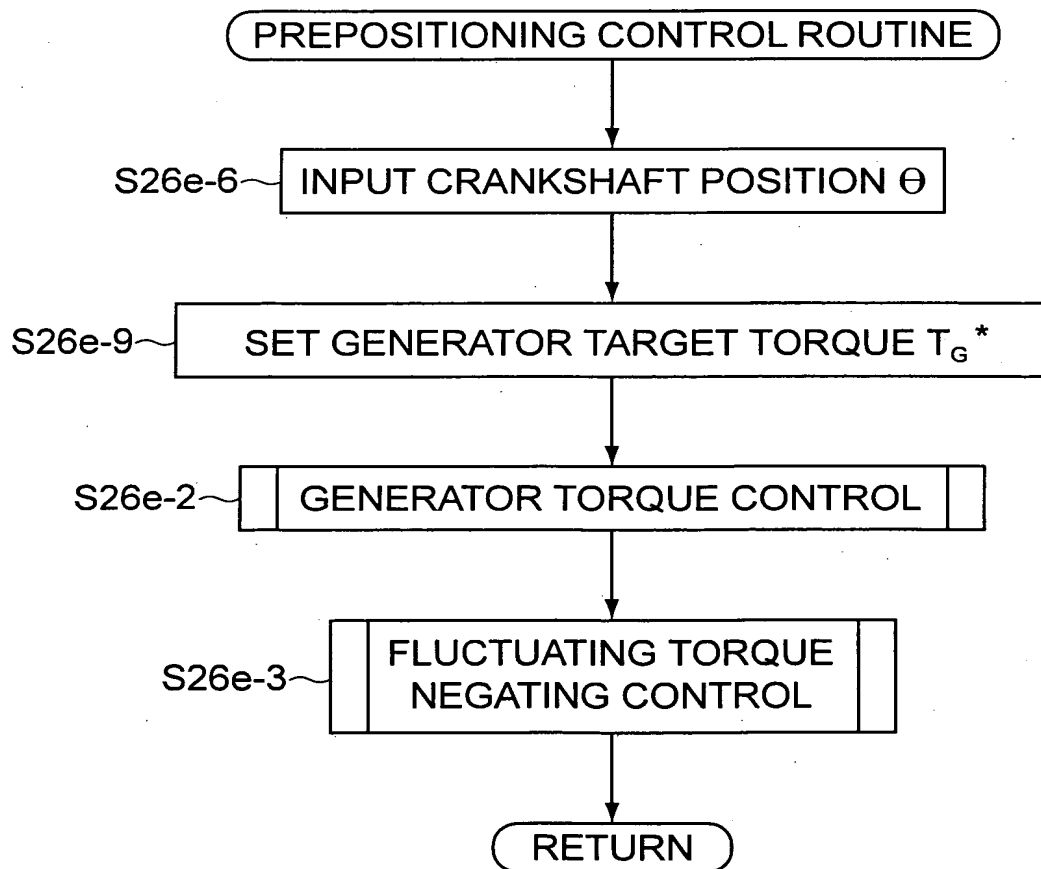 PREPOSITIONING CONTROL ROUTINE
S26e-6 INPUT CRANKSHAFT POSITION Θ
S26e-9 SET GENERATOR TARGET TORQUE T_G*
S26e-2 GENERATOR TORQUE CONTROL
FLUCTUATING TORQUE
S26e-3 NEGATING CONTROL
RETURN